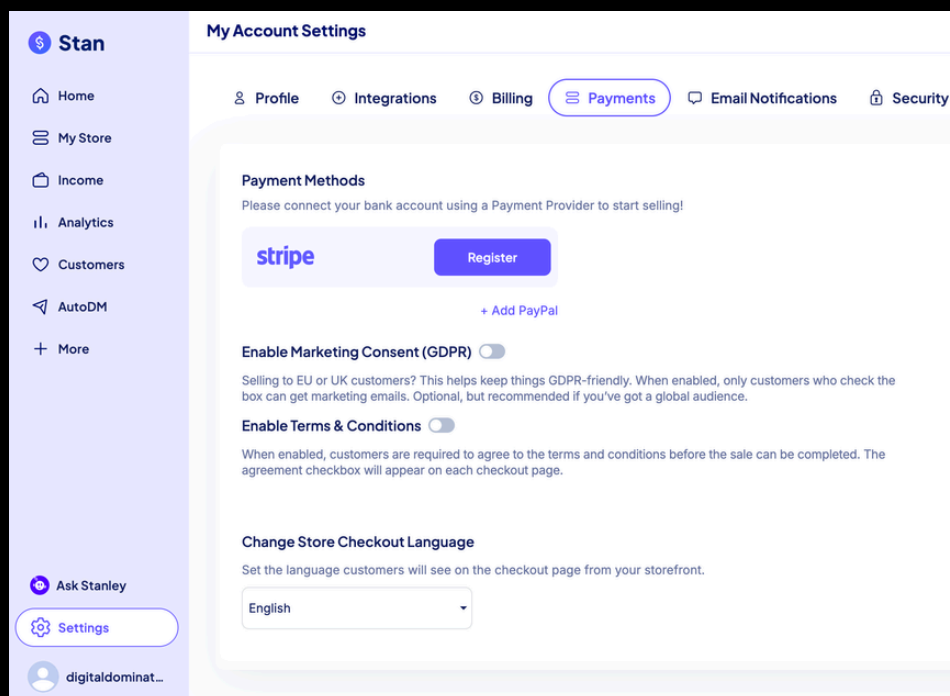 Stan
My Account Settings
Home
My Store
Income
Analytics
Customers
AutoDM
More
Ask Stanley
Settings
digitaldominat...
Profile
Integrations
Billing
Payments
Email Notifications
Security
Payment Methods
Please connect your bank account using a Payment Provider to start selling!
stripe
Register
+ Add PayPal
Enable Marketing Consent (GDPR)
Selling to EU or UK customers? This helps keep things GDPR-friendly. When enabled, only customers who check the
box can get marketing emails. Optional, but recommended if you've got a global audience.
Enable Terms & Conditions
When enabled, customers are required to agree to the terms and conditions before the sale can be completed. The
agreement checkbox will appear on each checkout page.
Change Store Checkout Language
Set the language customers will see on the checkout page from your storefront.
English